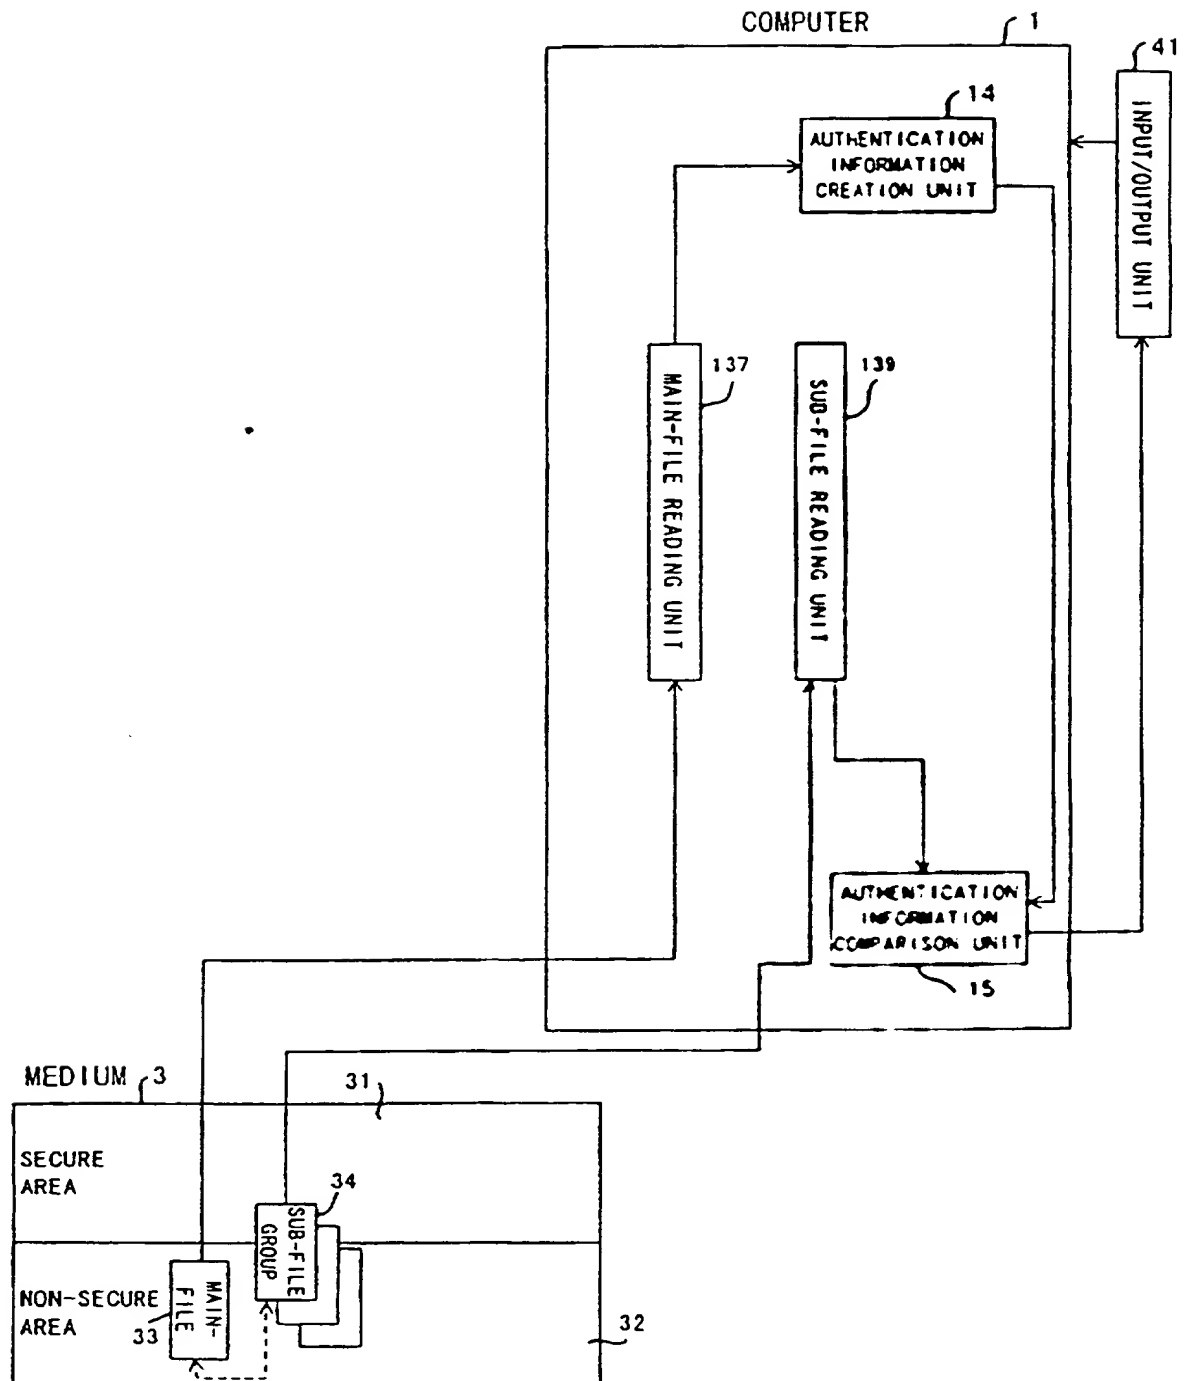 COMPUTER
1
41
14
AUTHENTICATION
INFORMATION
CREATION UNIT
INPUT/OUTPUT UNIT
137
MAIN-FILE READING UNIT
139
SUB-FILE READING UNIT
AUTHENTICATION
INFORMATION
COMPARISON UNIT
15
MEDIUM
3
31
SECURE
AREA
34
SUB-FILE
GROUP
NON-SECURE
AREA
33
MAIN-
FILE
32